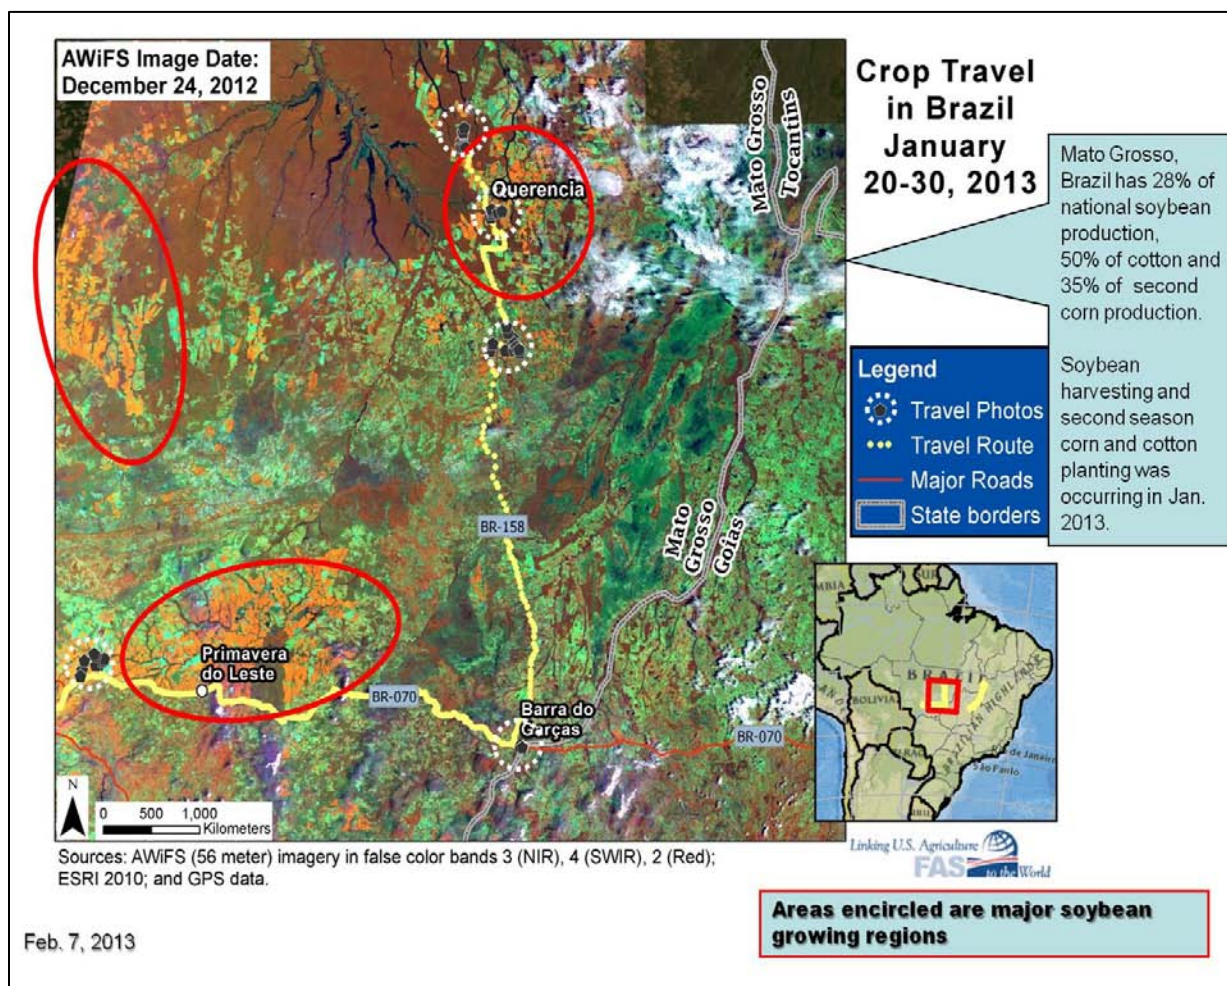 AWiFS Image Date:
December 24, 2012
Crop Travel
in Brazil
January
20-30, 2013
Mato Grosso,
Brazil has 28% of
national soybean
production,
50% of cotton and
35% of second
corn production.
Soybean
harvesting and
second season
corn and cotton
planting was
occurring in Jan.
2013.
Mato Grosso
Tocantins
Querencia
Legend
Travel Photos
Travel Route
Major Roads
State borders
BR-158
Mato
Grosso
Goias
Primavera
do Leste
BR-070
Barra do
Garças
BR-070
N
0 500 1,000
Kilometers
SUR
BRAZIL
BOLIVIA
BRAZILIAN HIGHLANDS
de Janeiro
São Paulo
Sources: AWiFS (56 meter) imagery in false color bands 3 (NIR), 4 (SWIR), 2 (Red);
ESRI 2010; and GPS data.
Linking U.S. Agriculture
FAS to the World
Areas encircled are major soybean
growing regions
Feb. 7, 2013